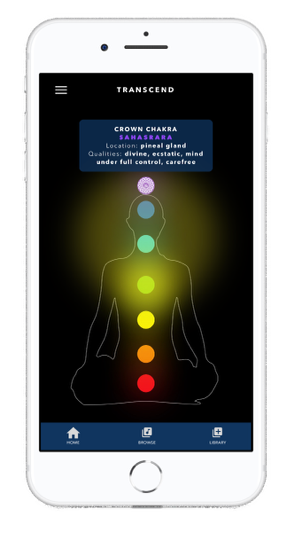 TRANSCEND
CROWN CHAKRA
SAHASRARA
Location: pineal gland
Qualities: divine, ecstatic, mind
under full control, carefree
HOME BROWSE LIBRARY